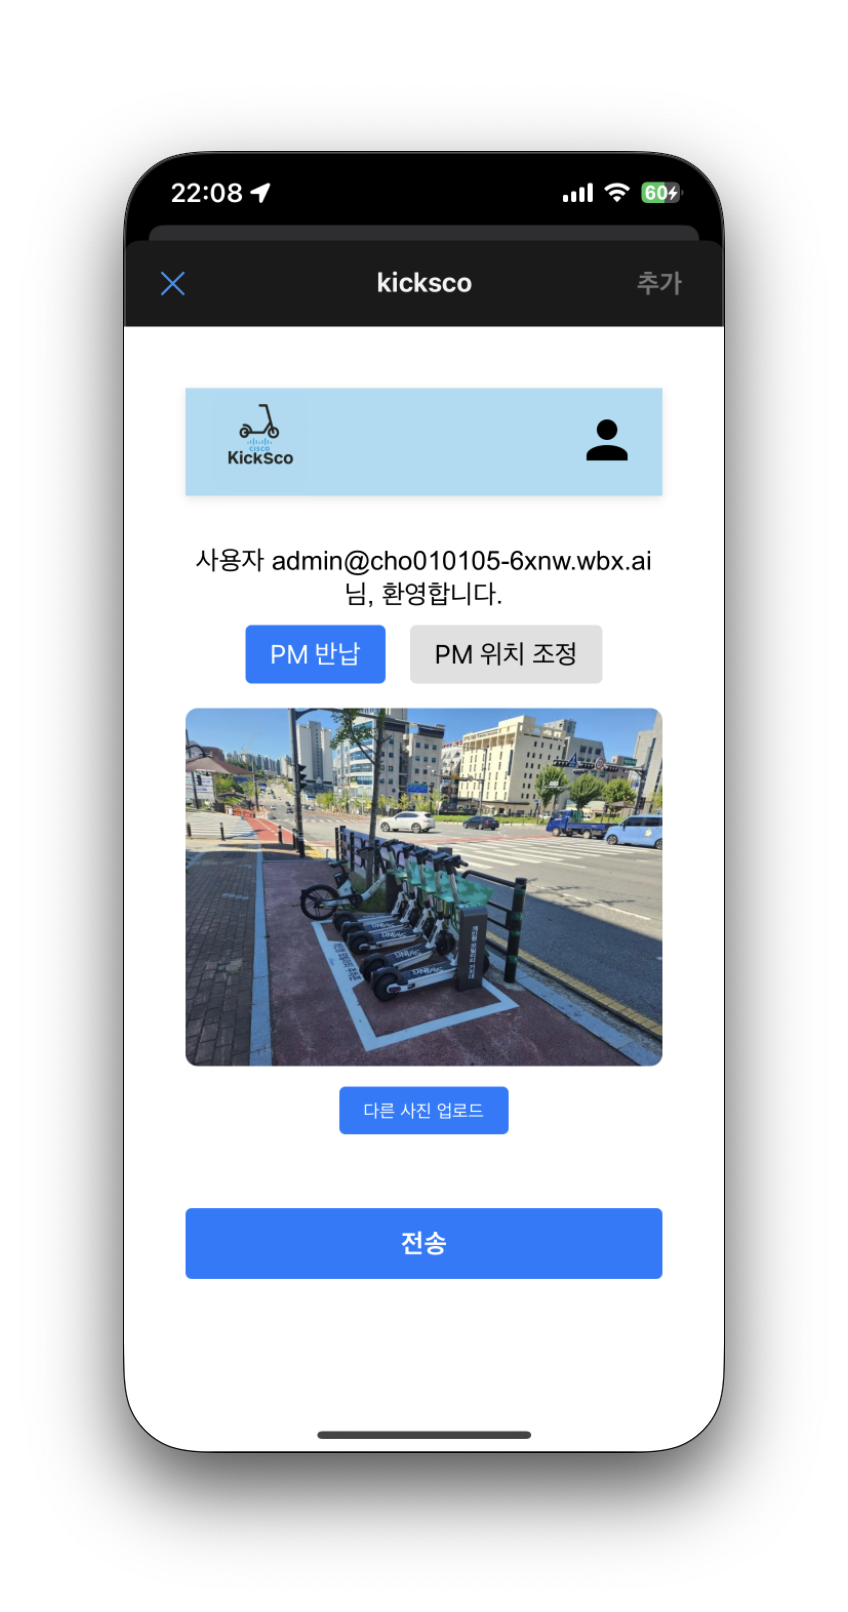 22:08
60
kicksco
추가
CISCO
KickSco
사용자 admin@cho010105-6xnw.wbx.ai
님, 환영합니다.
PM 반납
PM 위치 조정
SWING
SWING
다른 사진 업로드
전송